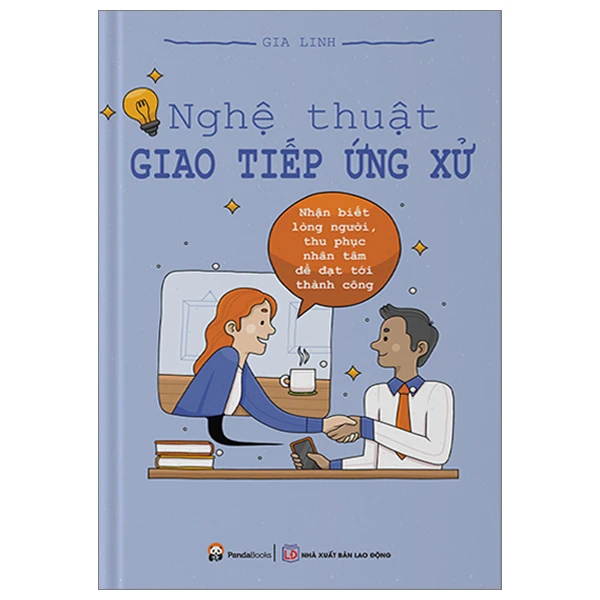 GIA LINH
Nghệ thuật
GIAO TIẾP ỨNG XỬ
Nhận biết
lòng người,
thu phục
nhân tâm
để đạt tới
thành công
PandaBooks
LĐ NHÀ XUẤT BẢN LAO ĐỘNG